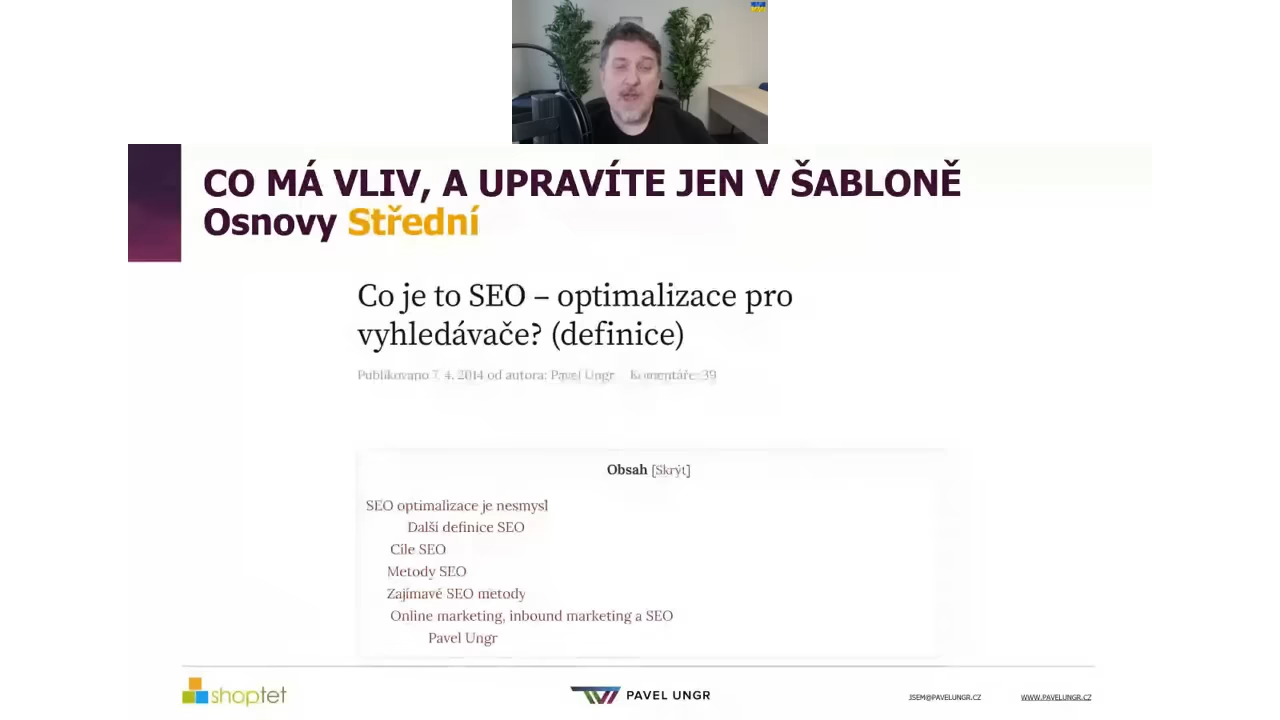 CO MÁ VLIV, A UPRAVÍTE JEN V ŠABLONĚ
Osnovy Střední
Co je to SEO – optimalizace pro
vyhledávače? (definice)
Publikováno 7. 4. 2014 od autora: Pavel Ungr Komentáře: 39
Obsah [Skrýt]
SEO optimalizace je nesmysl
Další definice SEO
Cíle SEO
Metody SEO
Zajímavé SEO metody
Online marketing, inbound marketing a SEO
Pavel Ungr
shoptet
PAVEL UNGR
JSEM@PAVELUNGR.CZ
WWW.PAVELUNGR.CZ